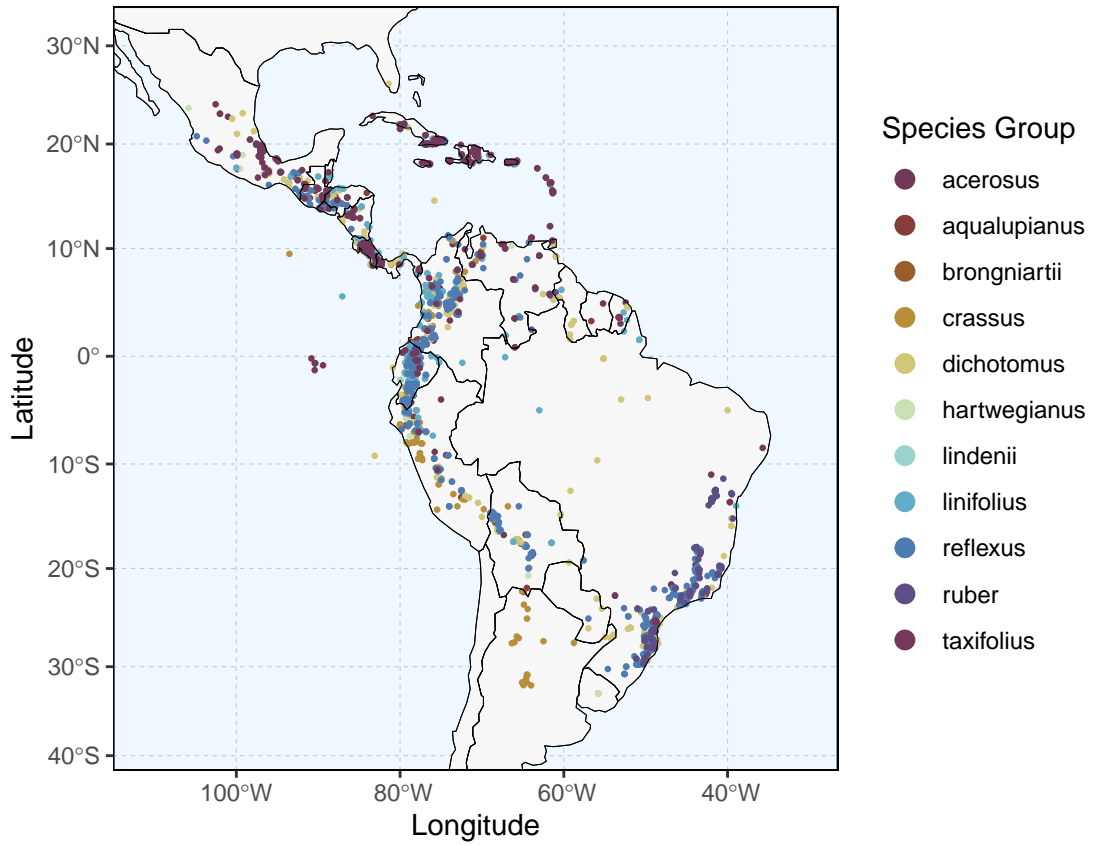 30°N
20°N
10°N
0°
10°S
20°S
30°S
40°S
Latitude
100°W
80°W
60°W
40°W
Longitude
Species Group
acerosus
aqualupianus
brongniartii
crassus
dichotomus
hartwegianus
lindenii
linifolius
reflexus
ruber
taxifolius